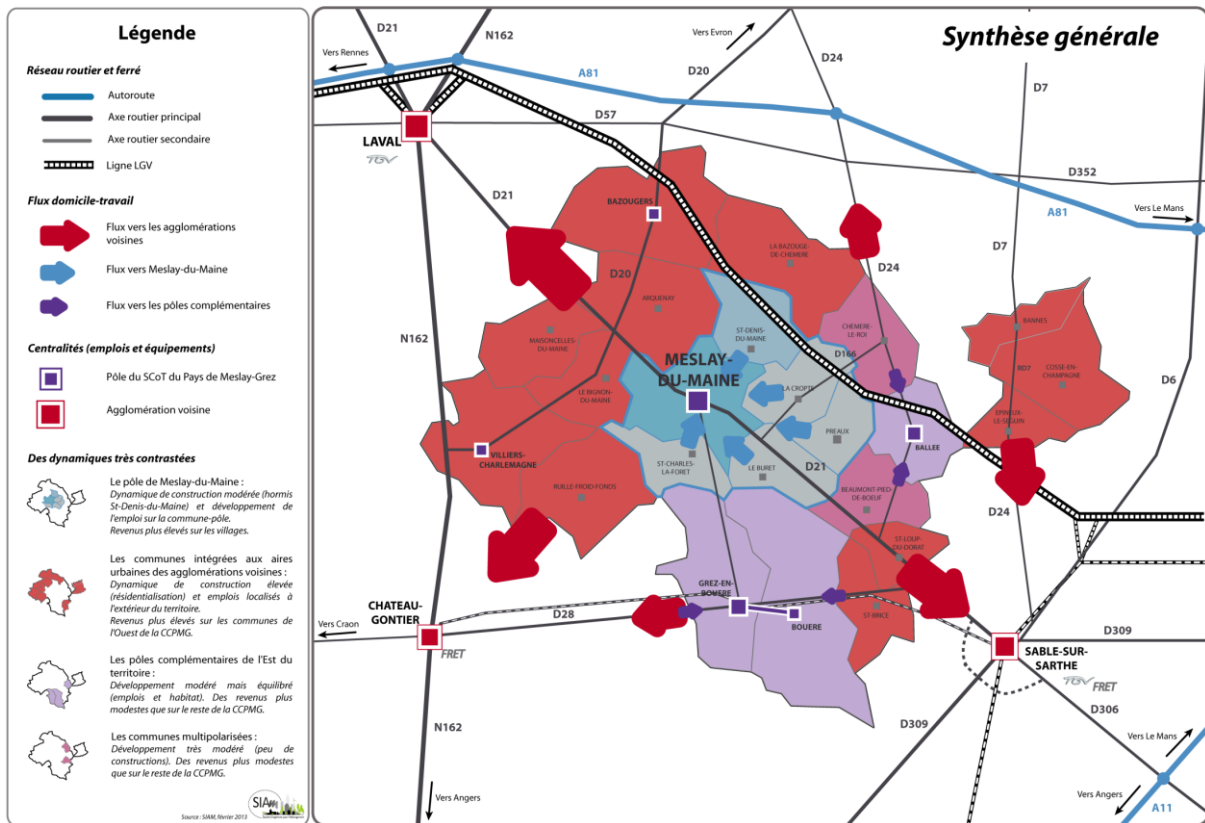 Légende
Réseau routier et ferré
Autoroute
Axe routier principal
Axe routier secondaire
Ligne LGV
Flux domicile-travail
Flux vers les agglomérations
voisines
Flux vers Meslay-du-Maine
Flux vers les pôles complémentaires
Centralités (emplois et équipements)
Pôle du SCoT du Pays de Meslay-Grez
Agglomération voisine
Des dynamiques très contrastées
Le pôle de Meslay-du-Maine :
Dynamique de construction modérée (hormis
St-Denis-du-Maine) et développement de
l'emploi sur la commune-pôle.
Revenus plus élevés sur les villages.
Les communes intégrées aux aires
urbaines des agglomérations voisines :
Dynamique de construction élevée
(résidentialisation) et emplois localisés à
l'extérieur du territoire.
Revenus plus élevés sur les communes de
l'Ouest de la CCPMG.
Les pôles complémentaires de l'Est du
territoire :
Développement modéré mais équilibré
(emplois et habitat). Des revenus plus
modestes que sur le reste de la CCPMG.
Les communes multipolarisées :
Développement très modéré (peu de
constructions). Des revenus plus modestes
que sur le reste de la CCPMG.
Source : SIAM, février 2013
SIAm
Synthèse générale
D21
N162
Vers Rennes
Vers Evron
D20
D24
A81
D7
D57
LAVAL
TGV
D352
D21
BAZOUGERS
A81
Vers Le Mans
LA BAZOUGE-
DE-CHEMERE
D24
D7
D20
ARQUENAY
N162
MAISONCELLES-
DU-MAINE
ST-DENIS-
DU-MAINE
CHEMERE-
LE-ROI
BANNES
D166
MESLAY-
DU-MAINE
RD7
COSSE-EN-
CHAMPAGNE
D6
LE BIGNON-
DU-MAINE
LA CROPTE
EPINEUX-
LE-SEGUIN
PREAUX
BALLEE
VILLIERS-
CHARLEMAGNE
ST-CHARLES-
LA-FORET
LE BURET
D21
RUILLE-FROID-FONDS
BEAUMONT-PIED-
DE-BOEUF
D24
ST-LOUP-
DU-DORAT
GREZ-EN-
BOUERE
CHATEAU-
GONTIER
D28
Vers Craon
BOUERE
ST-BRICE
FRET
D309
SABLE-SUR-
SARTHE
TGV
FRET
N162
D309
D306
Vers Le Mans
Vers Angers
Vers Angers
A11